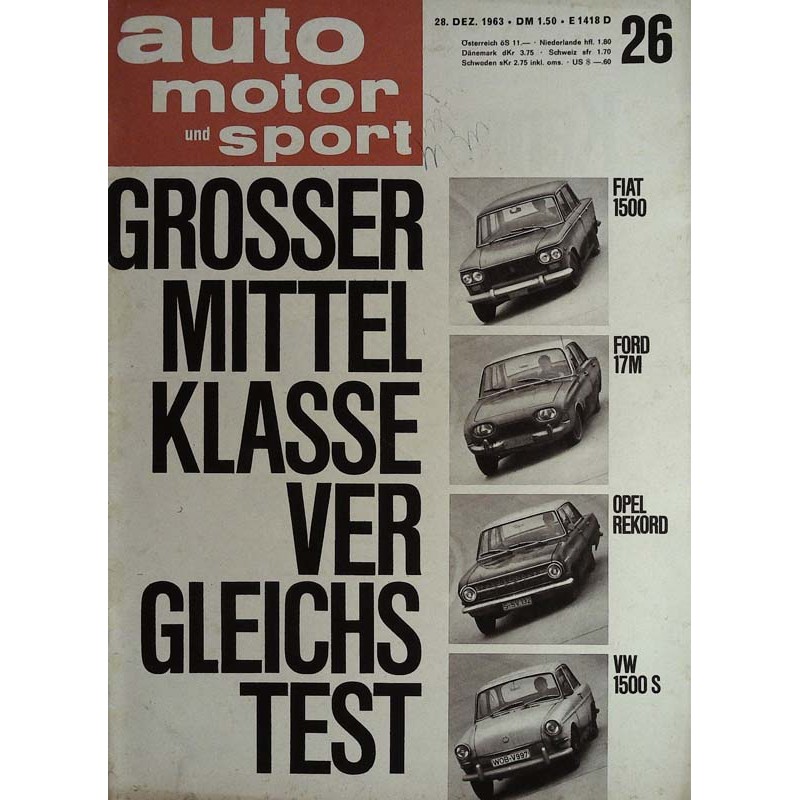 auto
motor
und sport
28. DEZ. 1963 • DM 1.50 • E 1418 D
Österreich öS 11.— · Niederlande hfl. 1.80
Dänemark dKr 3.75 · Schweiz sfr 1.70
Schweden sKr 2.75 inkl. oms. · US $ —.60
26
GROSSER
MITTEL
KLASSE
VER
GLEICHS
TEST
FIAT
1500
FORD
17M
OPEL
REKORD
VW
1500 S
WOB-V997